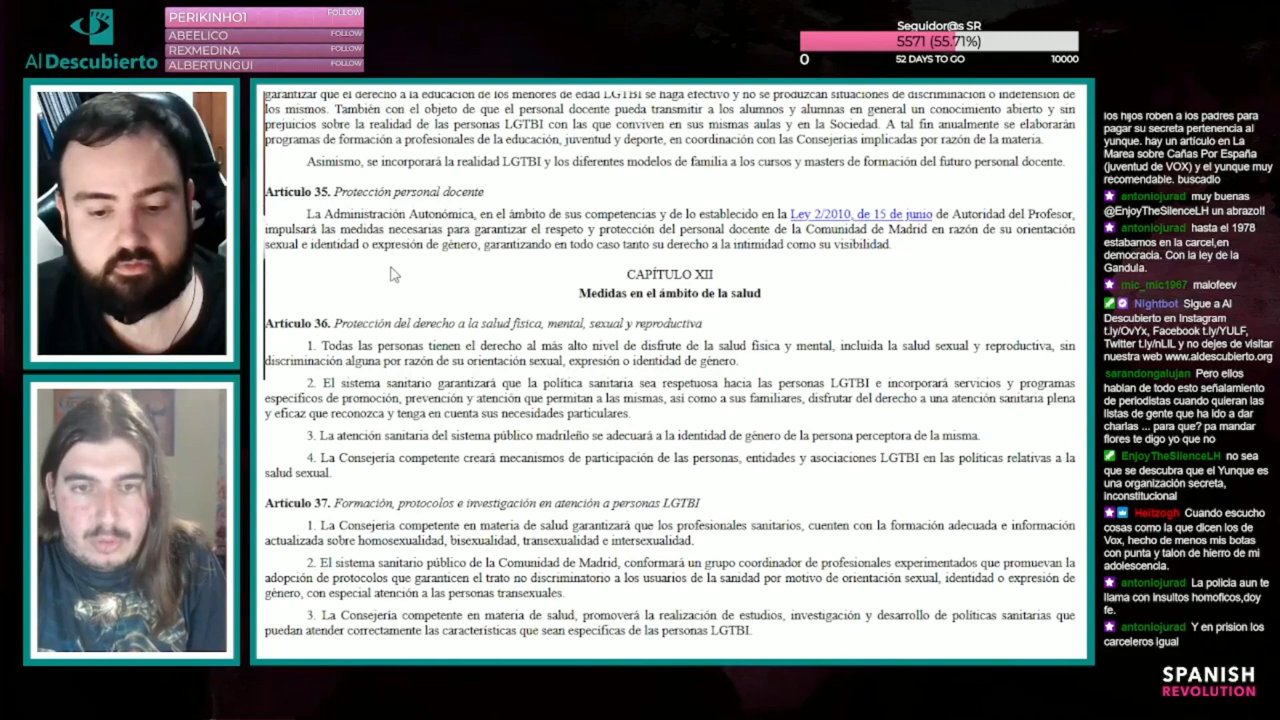 Al Descubierto
PERIKINHO1 FOLLOW
ABEELICO FOLLOW
REXMEDINA FOLLOW
ALBERTUNGUI FOLLOW
Seguidor@s SR
5571 (55.71%)
0 52 DAYS TO GO 10000
garantizar que el derecho a la educación de los menores de edad LGTBI se haga efectivo y no se produzcan situaciones de discriminación o indefensión de
los mismos. También con el objeto de que el personal docente pueda transmitir a los alumnos y alumnas en general un conocimiento abierto y sin
prejuicios sobre la realidad de las personas LGTBI con las que conviven en sus mismas aulas y en la Sociedad. A tal fin anualmente se elaborarán
programas de formación a profesionales de la educación, juventud y deporte, en coordinación con las Consejerías implicadas por razón de la materia.
Asimismo, se incorporará la realidad LGTBI y los diferentes modelos de familia a los cursos y masters de formación del futuro personal docente.
Artículo 35. Protección personal docente
La Administración Autonómica, en el ámbito de sus competencias y de lo establecido en la Ley 2/2010, de 15 de junio de Autoridad del Profesor,
impulsará las medidas necesarias para garantizar el respeto y protección del personal docente de la Comunidad de Madrid en razón de su orientación
sexual e identidad o expresión de género, garantizando en todo caso tanto su derecho a la intimidad como su visibilidad.
CAPÍTULO XII
Medidas en el ámbito de la salud
Artículo 36. Protección del derecho a la salud física, mental, sexual y reproductiva
1. Todas las personas tienen el derecho al más alto nivel de disfrute de la salud física y mental, incluida la salud sexual y reproductiva, sin
discriminación alguna por razón de su orientación sexual, expresión o identidad de género.
2. El sistema sanitario garantizará que la política sanitaria sea respetuosa hacia las personas LGTBI e incorporará servicios y programas
específicos de promoción, prevención y atención que permitan a las mismas, así como a sus familiares, disfrutar del derecho a una atención sanitaria plena
y eficaz que reconozca y tenga en cuenta sus necesidades particulares.
3. La atención sanitaria del sistema público madrileño se adecuará a la identidad de género de la persona perceptora de la misma.
4. La Consejería competente creará mecanismos de participación de las personas, entidades y asociaciones LGTBI en las políticas relativas a la
salud sexual.
Artículo 37. Formación, protocolos e investigación en atención a personas LGTBI
1. La Consejería competente en materia de salud garantizará que los profesionales sanitarios, cuenten con la formación adecuada e información
actualizada sobre homosexualidad, bisexualidad, transexualidad e intersexualidad.
2. El sistema sanitario público de la Comunidad de Madrid, conformará un grupo coordinador de profesionales experimentados que promuevan la
adopción de protocolos que garanticen el trato no discriminatorio a los usuarios de la sanidad por motivo de orientación sexual, identidad o expresión de
género, con especial atención a las personas transexuales.
3. La Consejería competente en materia de salud, promoverá la realización de estudios, investigación y desarrollo de políticas sanitarias que
puedan atender correctamente las características que sean específicas de las personas LGTBI.
los hijos roben a los padres para
pagar su secreta pertenencia al
yunque. hay un artículo en La
Marea sobre Cañas Por España
(juventud de VOX) y el yunque muy
recomendable. buscadlo
antoniojurad muy buenas
@EnjoyTheSilenceLH un abrazo!!
antoniojurad hasta el 1978
estabamos en la carcel,en
democracia. Con la ley de la
Gandula.
mic_mic1967 malofeev
Nightbot Sigue a Al
Descubierto en Instagram
t.ly/OvYx, Facebook t.ly/YULF,
Twitter t.ly/nLIL y no dejes de visitar
nuestra web www.aldescubierto.org
sarandongalujan Pero ellos
hablan de todo esto señalamiento
de periodistas cuando quieran las
listas de gente que ha ido a dar
charlas ... para que? pa mandar
flores te digo yo que no
EnjoyTheSilenceLH no sea
que se descubra que el Yunque es
una organización secreta,
inconstitucional
Heitzogh Cuando escucho
cosas como la que dicen los de
Vox, hecho de menos mis botas
con punta y talon de hierro de mi
adolescencia.
antoniojurad La policia aun te
llama con insultos homoficos,doy
fe.
antoniojurad Y en prision los
carceleros igual
SPANISH
REVOLUTION